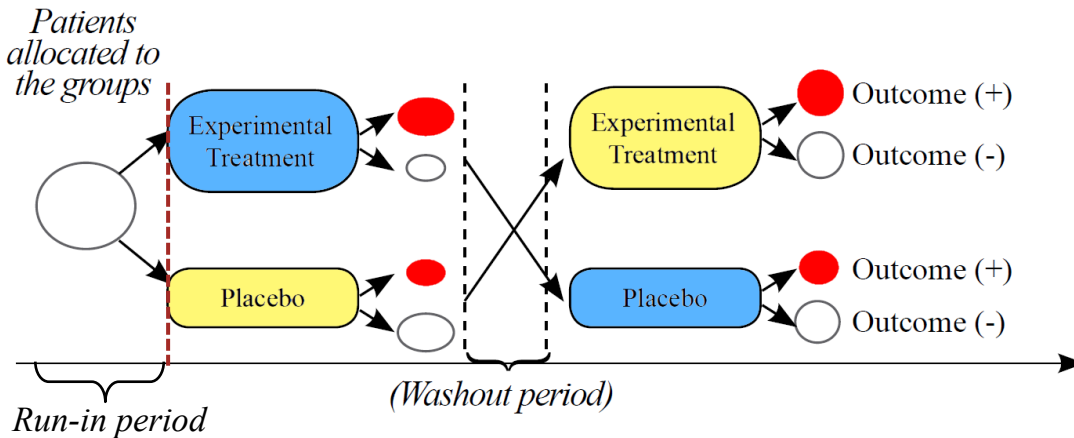 Patients
allocated to
the groups
Experimental
Treatment
Placebo
Experimental
Treatment
Outcome (+)
Outcome (-)
Placebo
Outcome (+)
Outcome (-)
Run-in period
(Washout period)